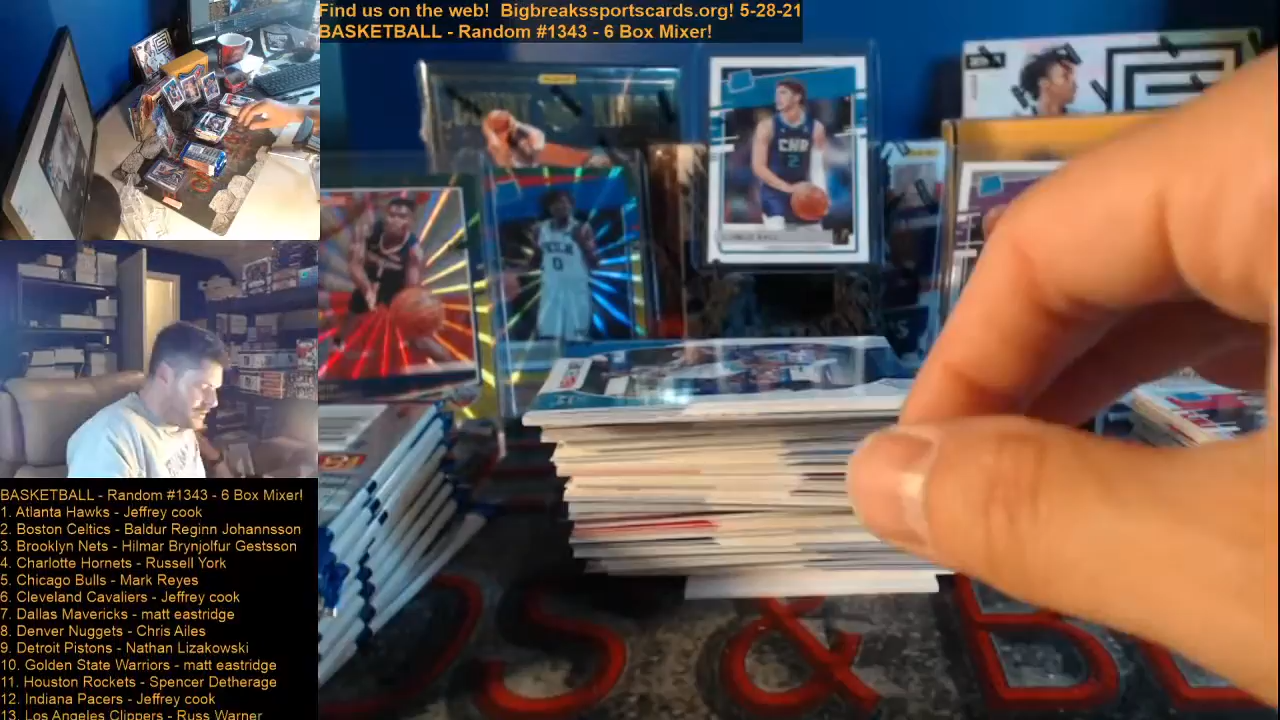 Find us on the web! Bigbreakssportscards.org! 5-28-21
BASKETBALL - Random #1343 - 6 Box Mixer!
CHA
2
0
BASKETBALL - Random #1343 - 6 Box Mixer!
1. Atlanta Hawks - Jeffrey cook
2. Boston Celtics - Baldur Reginn Johannsson
3. Brooklyn Nets - Hilmar Brynjolfur Gestsson
4. Charlotte Hornets - Russell York
5. Chicago Bulls - Mark Reyes
6. Cleveland Cavaliers - Jeffrey cook
7. Dallas Mavericks - matt eastridge
8. Denver Nuggets - Chris Ailes
9. Detroit Pistons - Nathan Lizakowski
10. Golden State Warriors - matt eastridge
11. Houston Rockets - Spencer Detherage
12. Indiana Pacers - Jeffrey cook
13. Los Angeles Clippers - Russ Warner
S & B